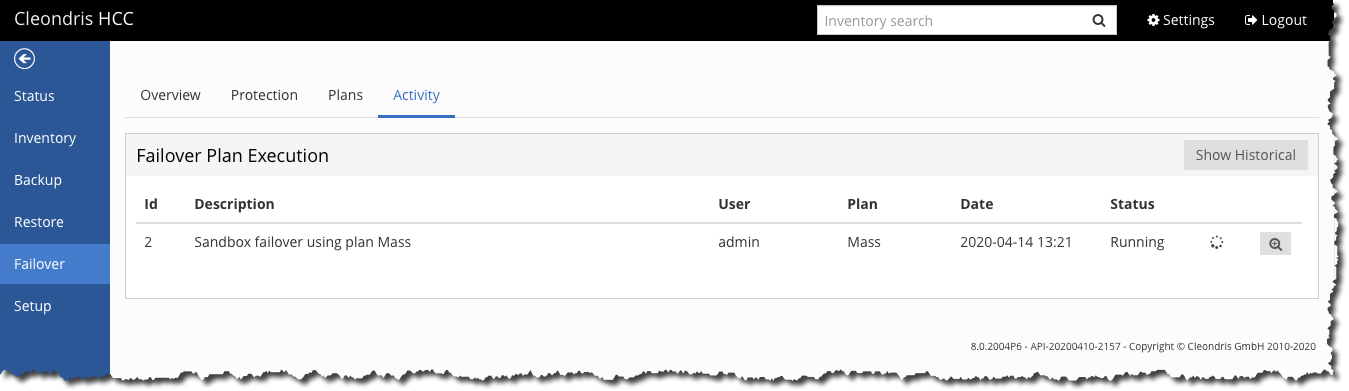 Cleondris HCC
Inventory search
Settings
Logout
Status
Inventory
Backup
Restore
Failover
Setup
Overview Protection Plans Activity
Failover Plan Execution
Show Historical
Id Description User Plan Date Status
2 Sandbox failover using plan Mass admin Mass 2020-04-14 13:21 Running
8.0.2004P6 - API-20200410-2157 - Copyright © Cleondris GmbH 2010-2020